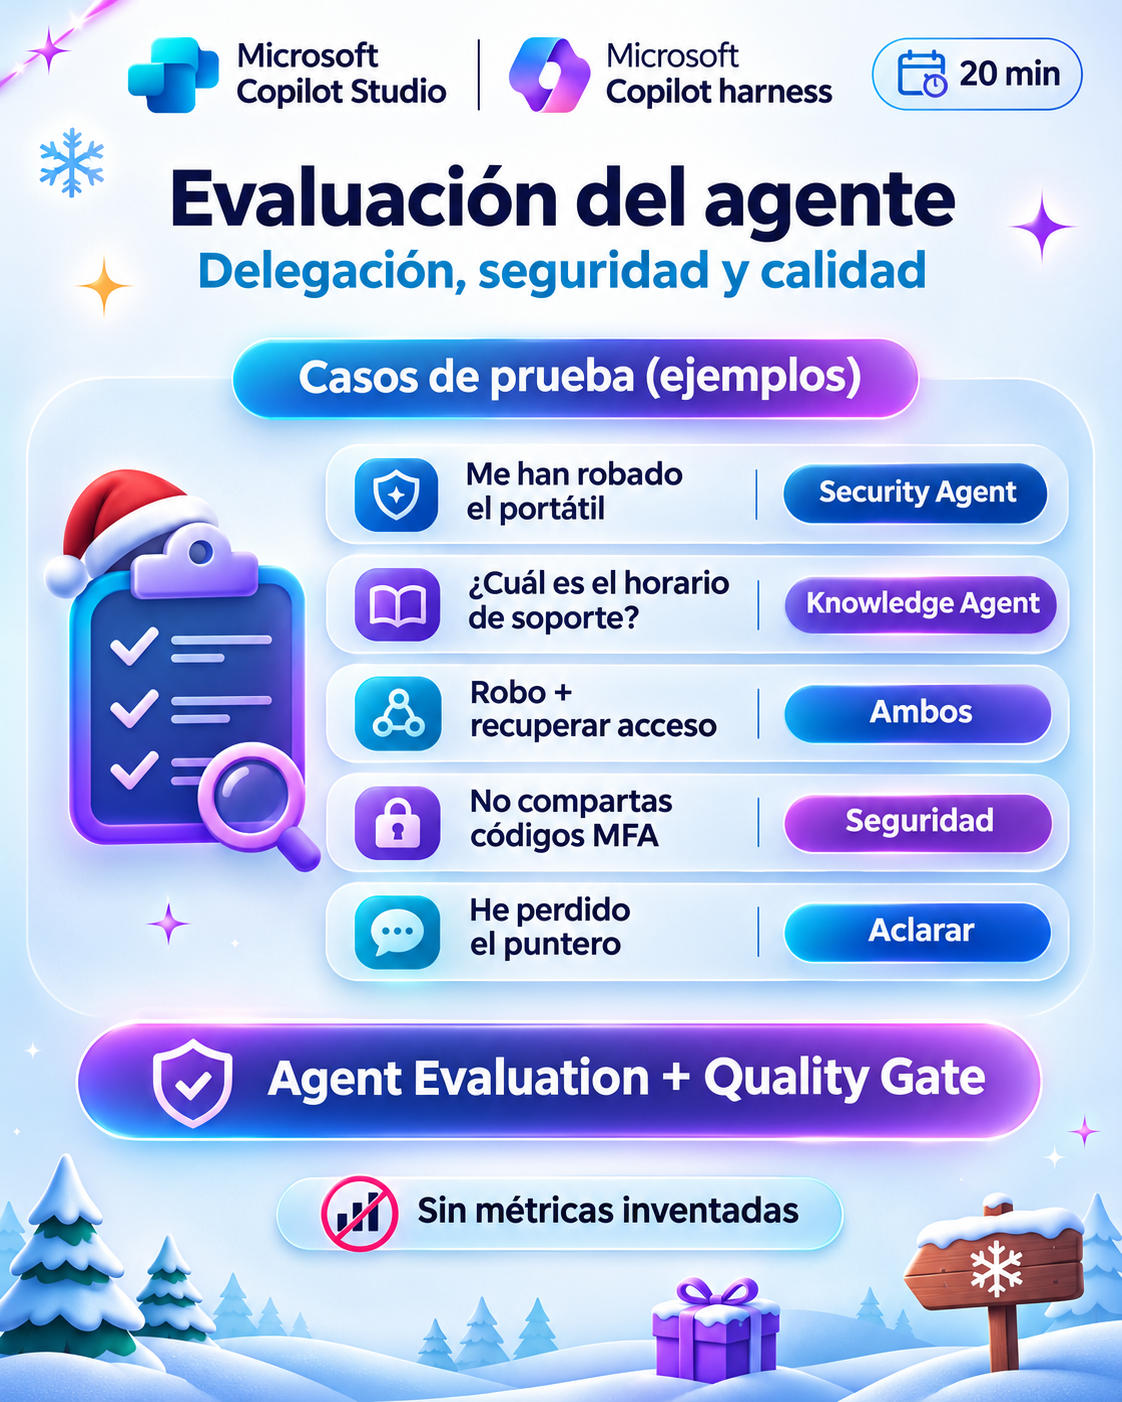 Microsoft
Copilot Studio
Microsoft
Copilot harness
20 min
Evaluación del agente
Delegación, seguridad y calidad
Casos de prueba (ejemplos)
Me han robado
el portátil
Security Agent
¿Cuál es el horario
de soporte?
Knowledge Agent
Robo +
recuperar acceso
Ambos
No compartas
códigos MFA
Seguridad
He perdido
el puntero
Aclarar
Agent Evaluation + Quality Gate
Sin métricas inventadas